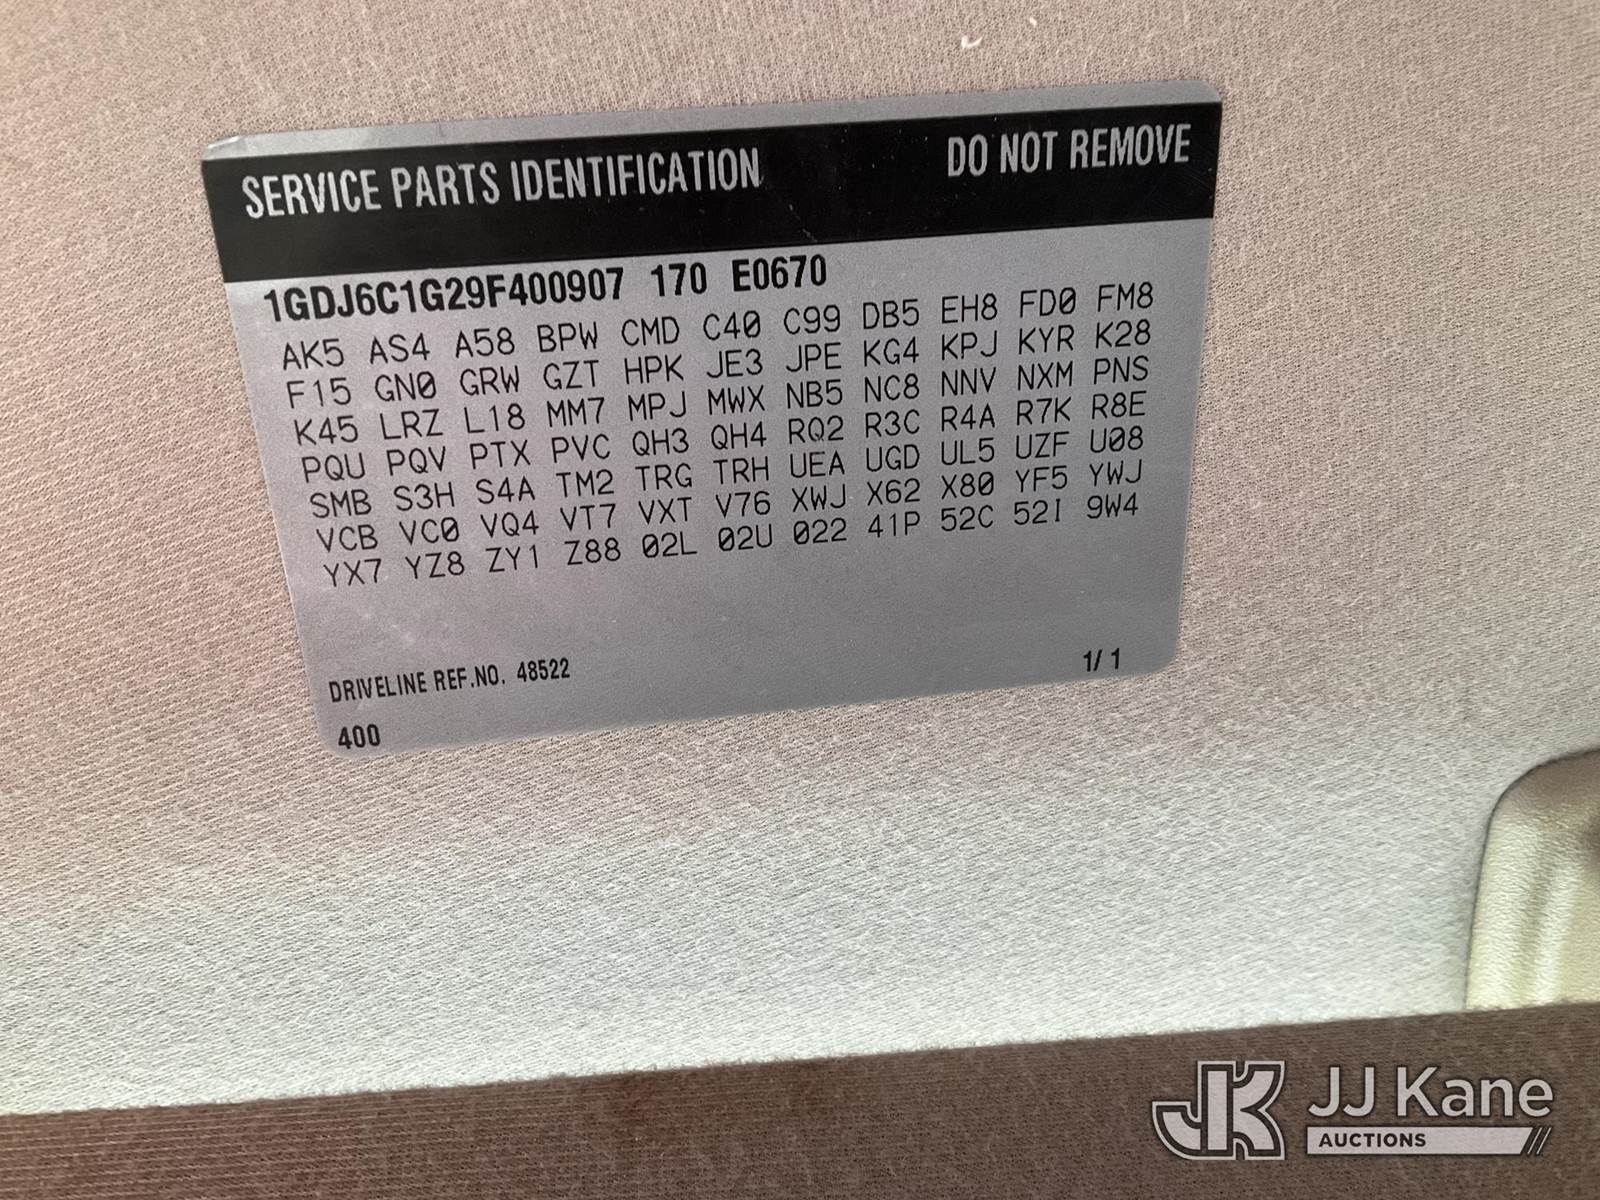 SERVICE PARTS IDENTIFICATION DO NOT REMOVE
1GDJ6C1G29F400907 170 E0670
AK5 AS4 A58 BPW CMD C40 C99 DB5 EH8 FD0 FM8
F15 GN0 GRW GZT HPK JE3 JPE KG4 KPJ KYR K28
K45 LRZ L18 MM7 MPJ MWX NB5 NC8 NNV NXM PNS
PQU PQV PTX PVC QH3 QH4 RQ2 R3C R4A R7K R8E
SMB S3H S4A TM2 TRG TRH UEA UGD UL5 UZF U08
VCB VC0 VQ4 VT7 VXT V76 XWJ X62 X80 YF5 YWJ
YX7 YZ8 ZY1 Z88 02L 02U 022 41P 52C 52I 9W4
DRIVELINE REF.NO. 48522 1/ 1
400
JK JJ Kane
AUCTIONS